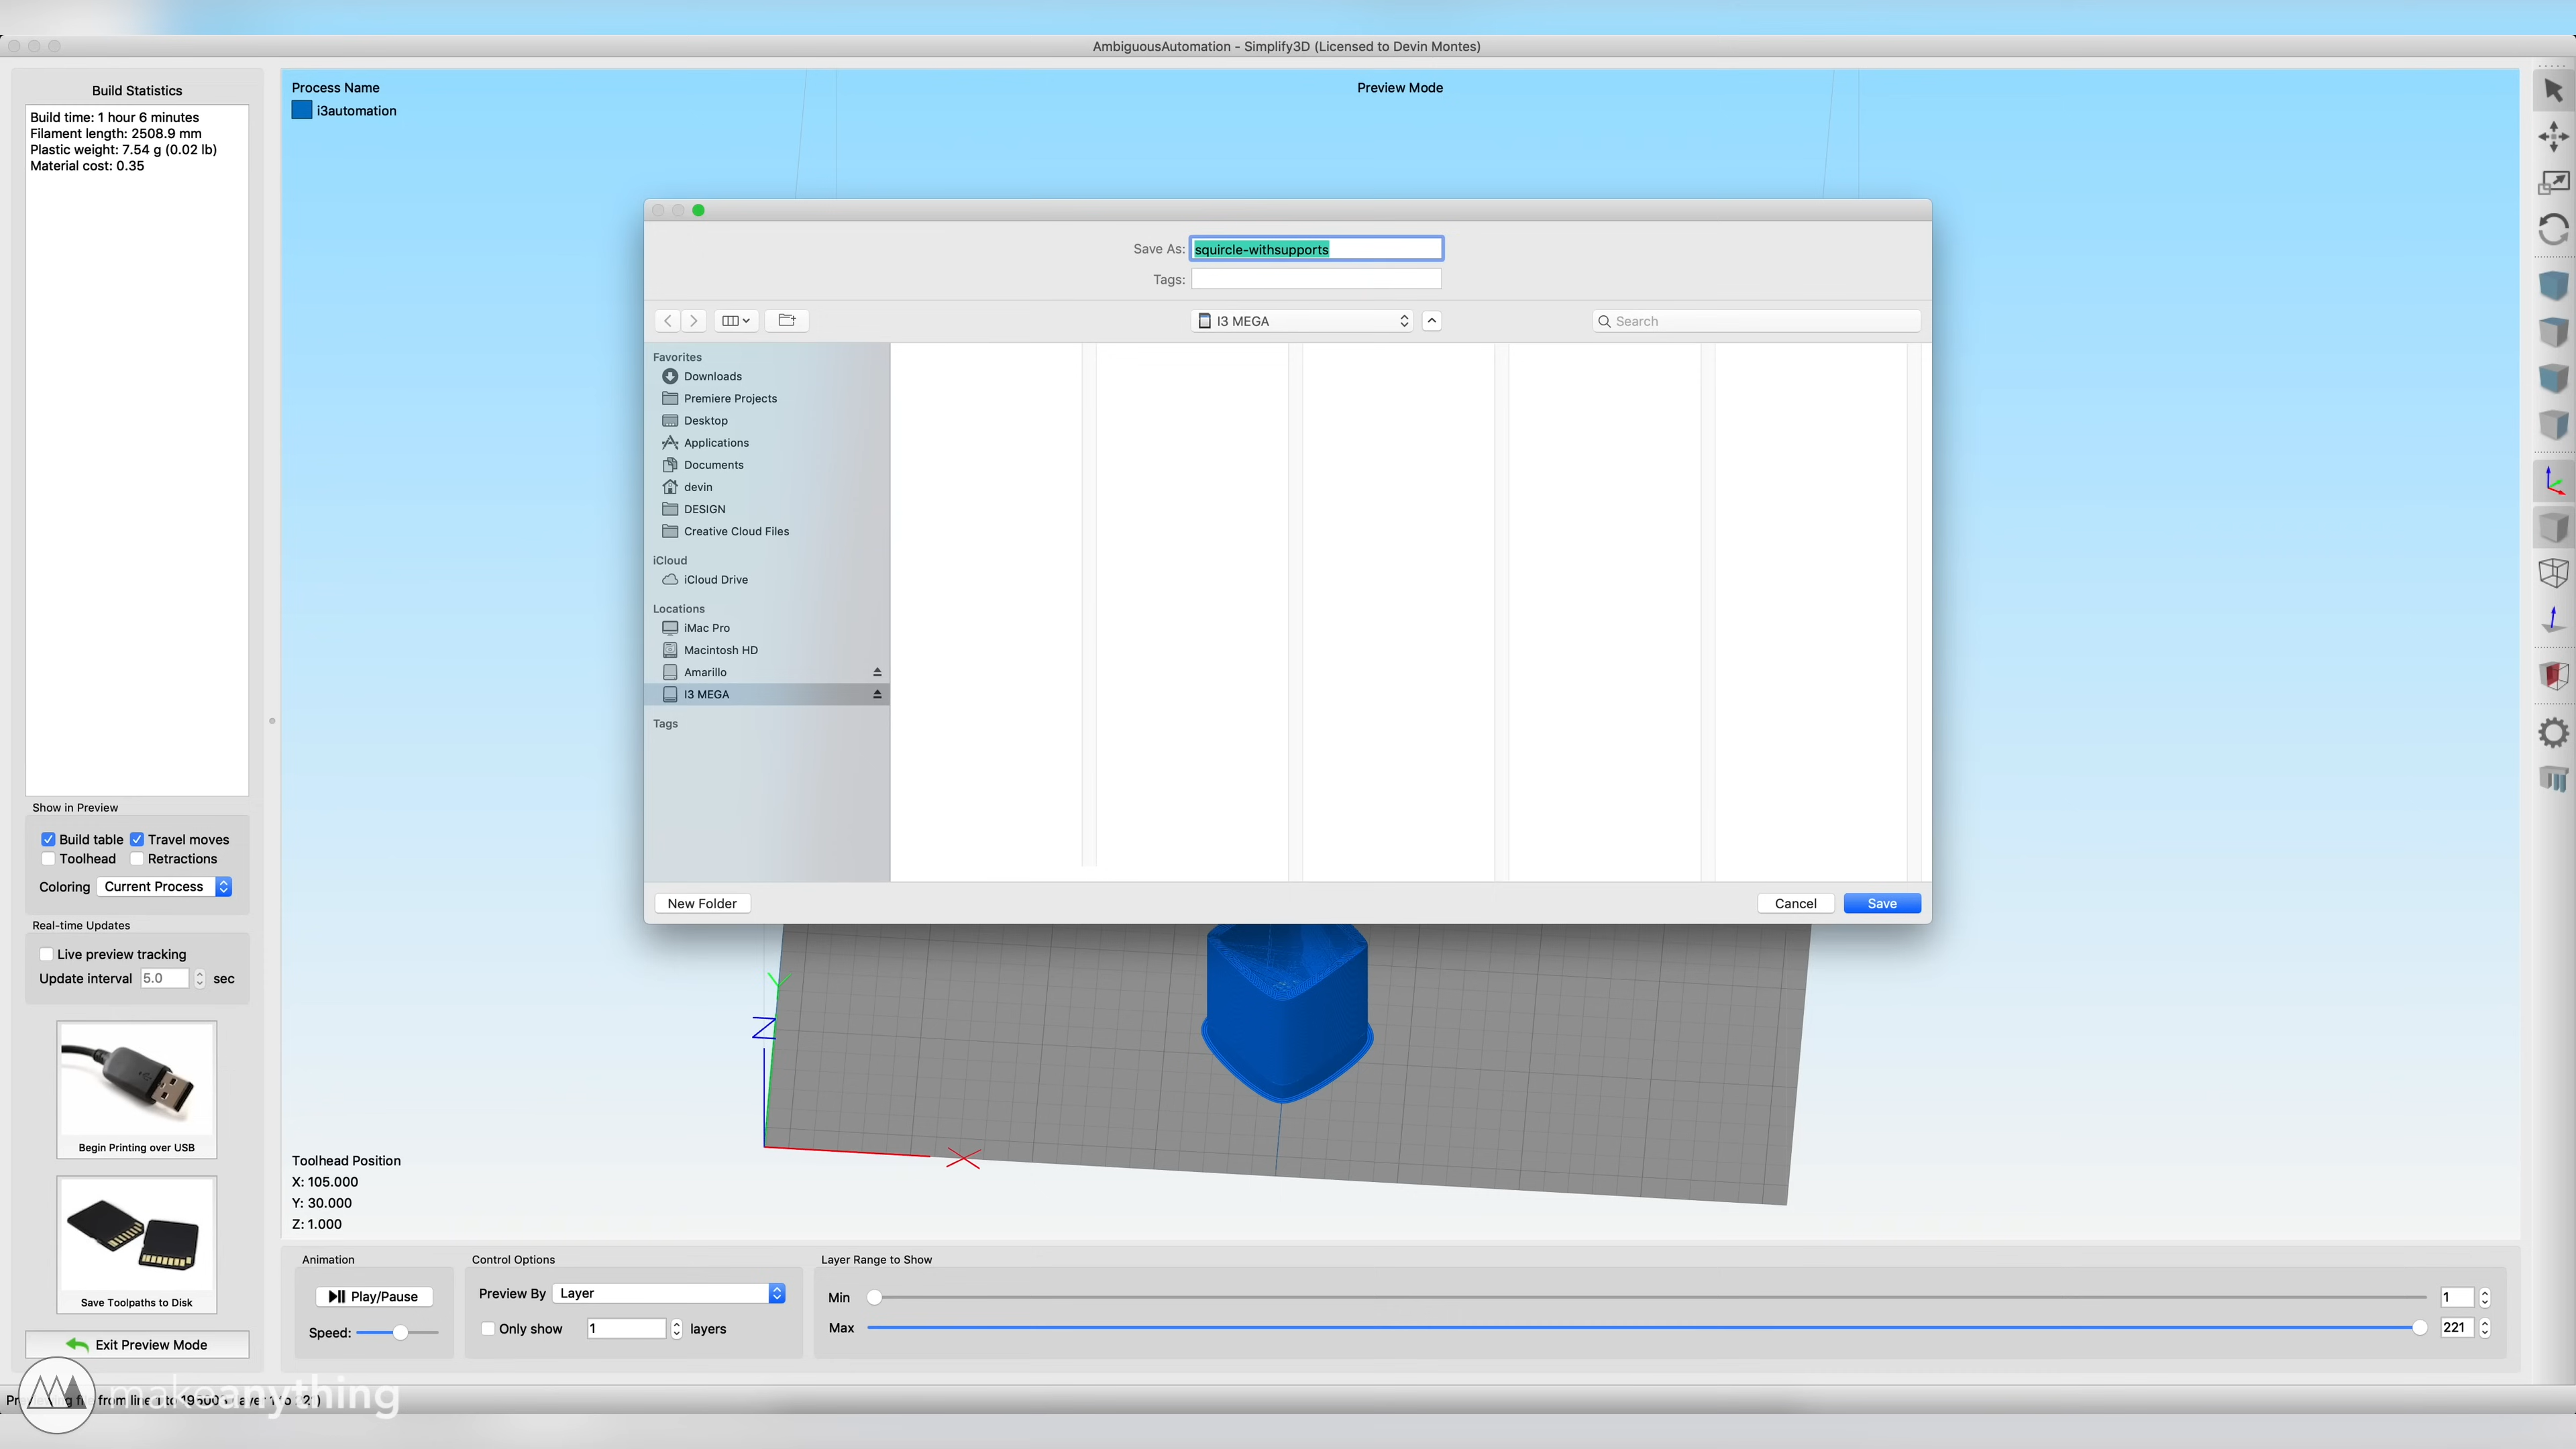 AmbiguousAutomation - Simplify3D (Licensed to Devin Montes)
Build Statistics
Build time: 1 hour 6 minutes
Filament length: 2508.9 mm
Plastic weight: 7.54 g (0.02 lb)
Material cost: 0.35
Process Name
i3automation
Preview Mode
Save As: squircle-withsupports
Tags:
I3 MEGA
Search
Favorites
Downloads
Premiere Projects
Desktop
Applications
Documents
devin
DESIGN
Creative Cloud Files
iCloud
iCloud Drive
Locations
iMac Pro
Macintosh HD
Amarillo
I3 MEGA
Tags
New Folder
Cancel
Save
Show in Preview
Build table
Travel moves
Toolhead
Retractions
Coloring Current Process
Real-time Updates
Live preview tracking
Update interval 5.0 sec
Begin Printing over USB
Save Toolpaths to Disk
Exit Preview Mode
Y
Z
X
Toolhead Position
X: 105.000
Y: 30.000
Z: 1.000
Animation
Play/Pause
Speed:
Control Options
Preview By Layer
Only show 1 layers
Layer Range to Show
Min 1
Max 221
makeanything
from line